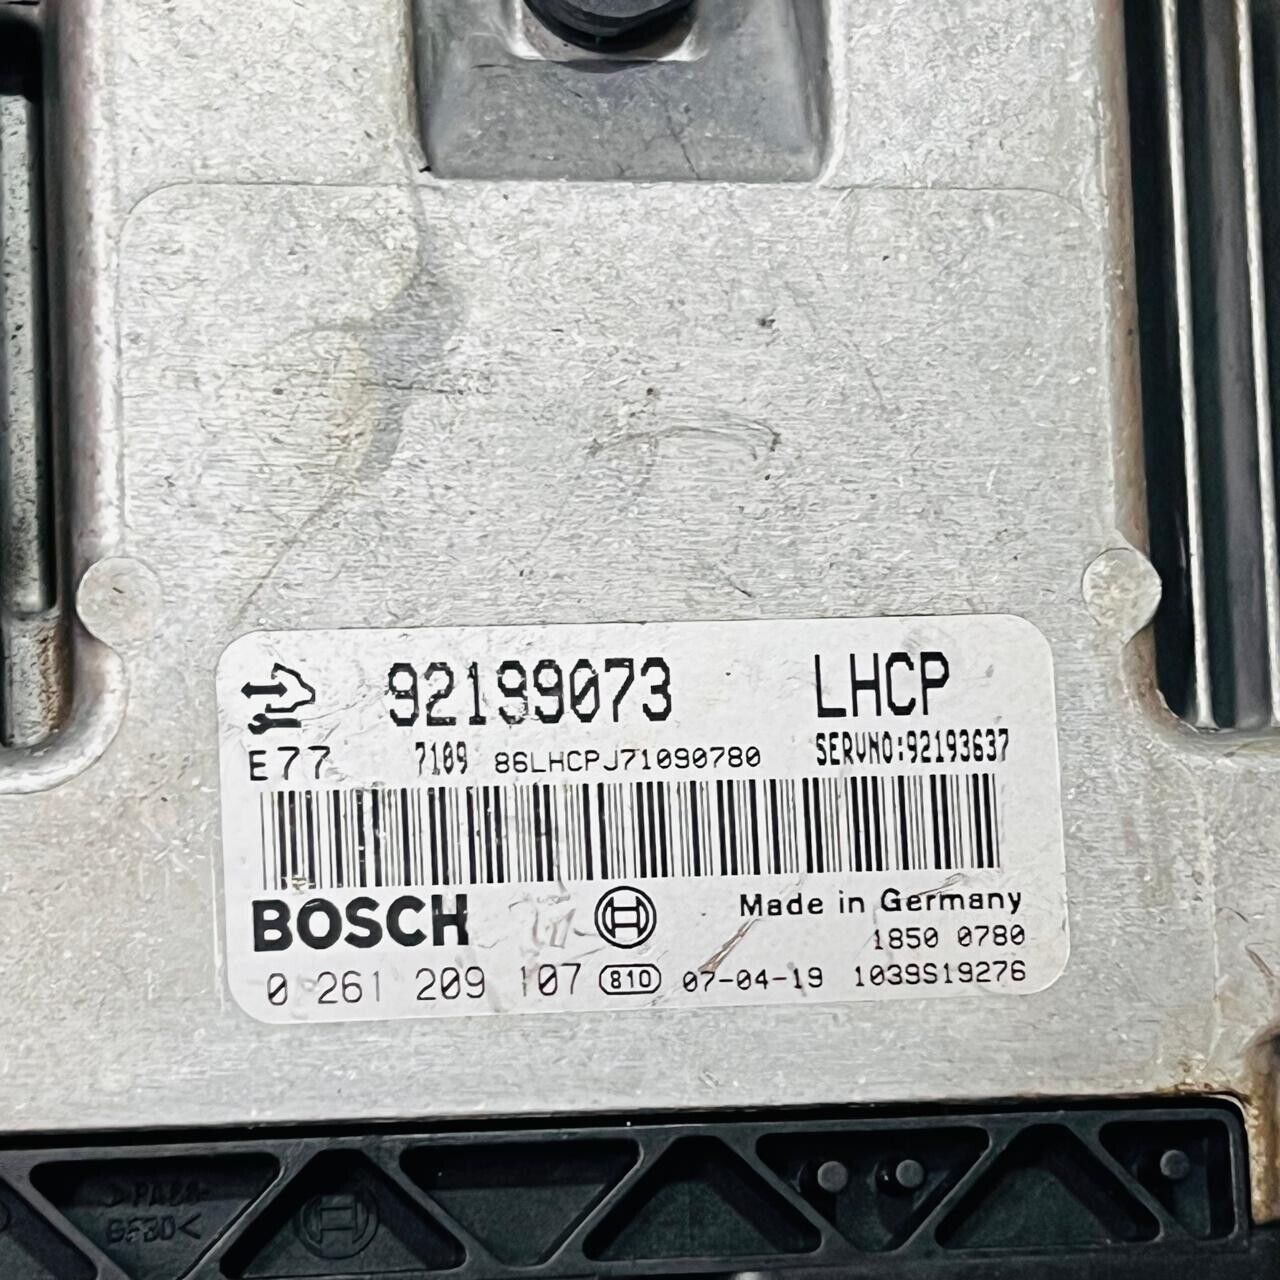 92199073 LHCP
E77 7109 86LHCPJ71090780 SERVNO:92193637
BOSCH Made in Germany
1850 0780
0 261 209 107 810 07-04-19 1039S19276